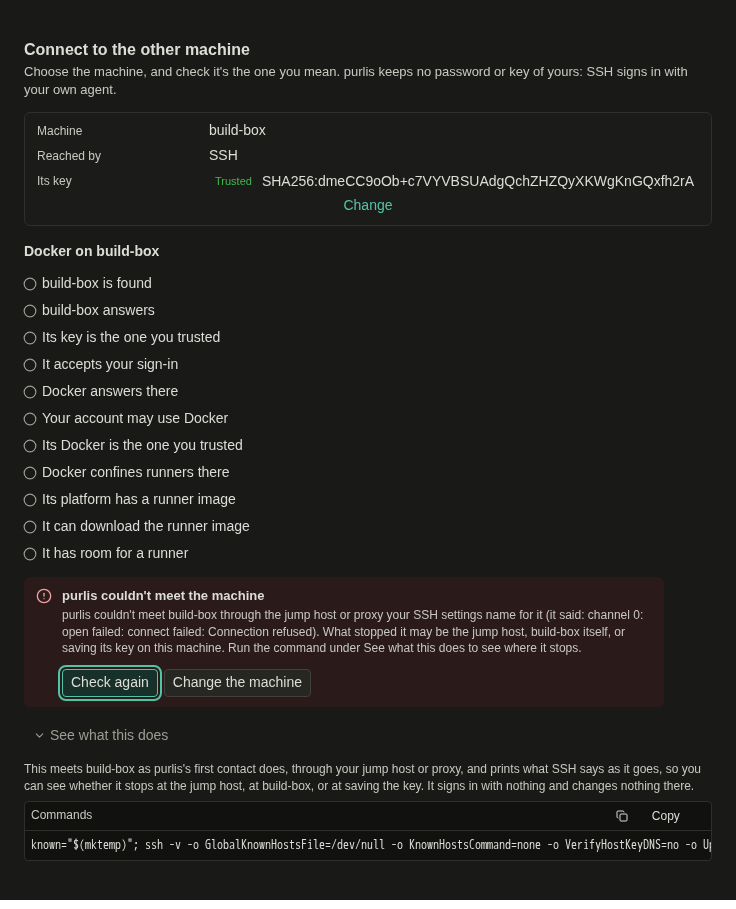 Connect to the other machine
Choose the machine, and check it's the one you mean. purlis keeps no password or key of yours: SSH signs in with
your own agent.
Machine build-box
Reached by SSH
Its key Trusted SHA256:dmeCC9oOb+c7VYVBSUAdgQchZHZQyXKWgKnGQxfh2rA
Change
Docker on build-box
build-box is found
build-box answers
Its key is the one you trusted
It accepts your sign-in
Docker answers there
Your account may use Docker
Its Docker is the one you trusted
Docker confines runners there
Its platform has a runner image
It can download the runner image
It has room for a runner
purlis couldn't meet the machine
purlis couldn't meet build-box through the jump host or proxy your SSH settings name for it (it said: channel 0:
open failed: connect failed: Connection refused). What stopped it may be the jump host, build-box itself, or
saving its key on this machine. Run the command under See what this does to see where it stops.
Check again Change the machine
See what this does
This meets build-box as purlis's first contact does, through your jump host or proxy, and prints what SSH says as it goes, so you
can see whether it stops at the jump host, at build-box, or at saving the key. It signs in with nothing and changes nothing there.
Commands Copy
known="$(mktemp)"; ssh -v -o GlobalKnownHostsFile=/dev/null -o KnownHostsCommand=none -o VerifyHostKeyDNS=no -o Up